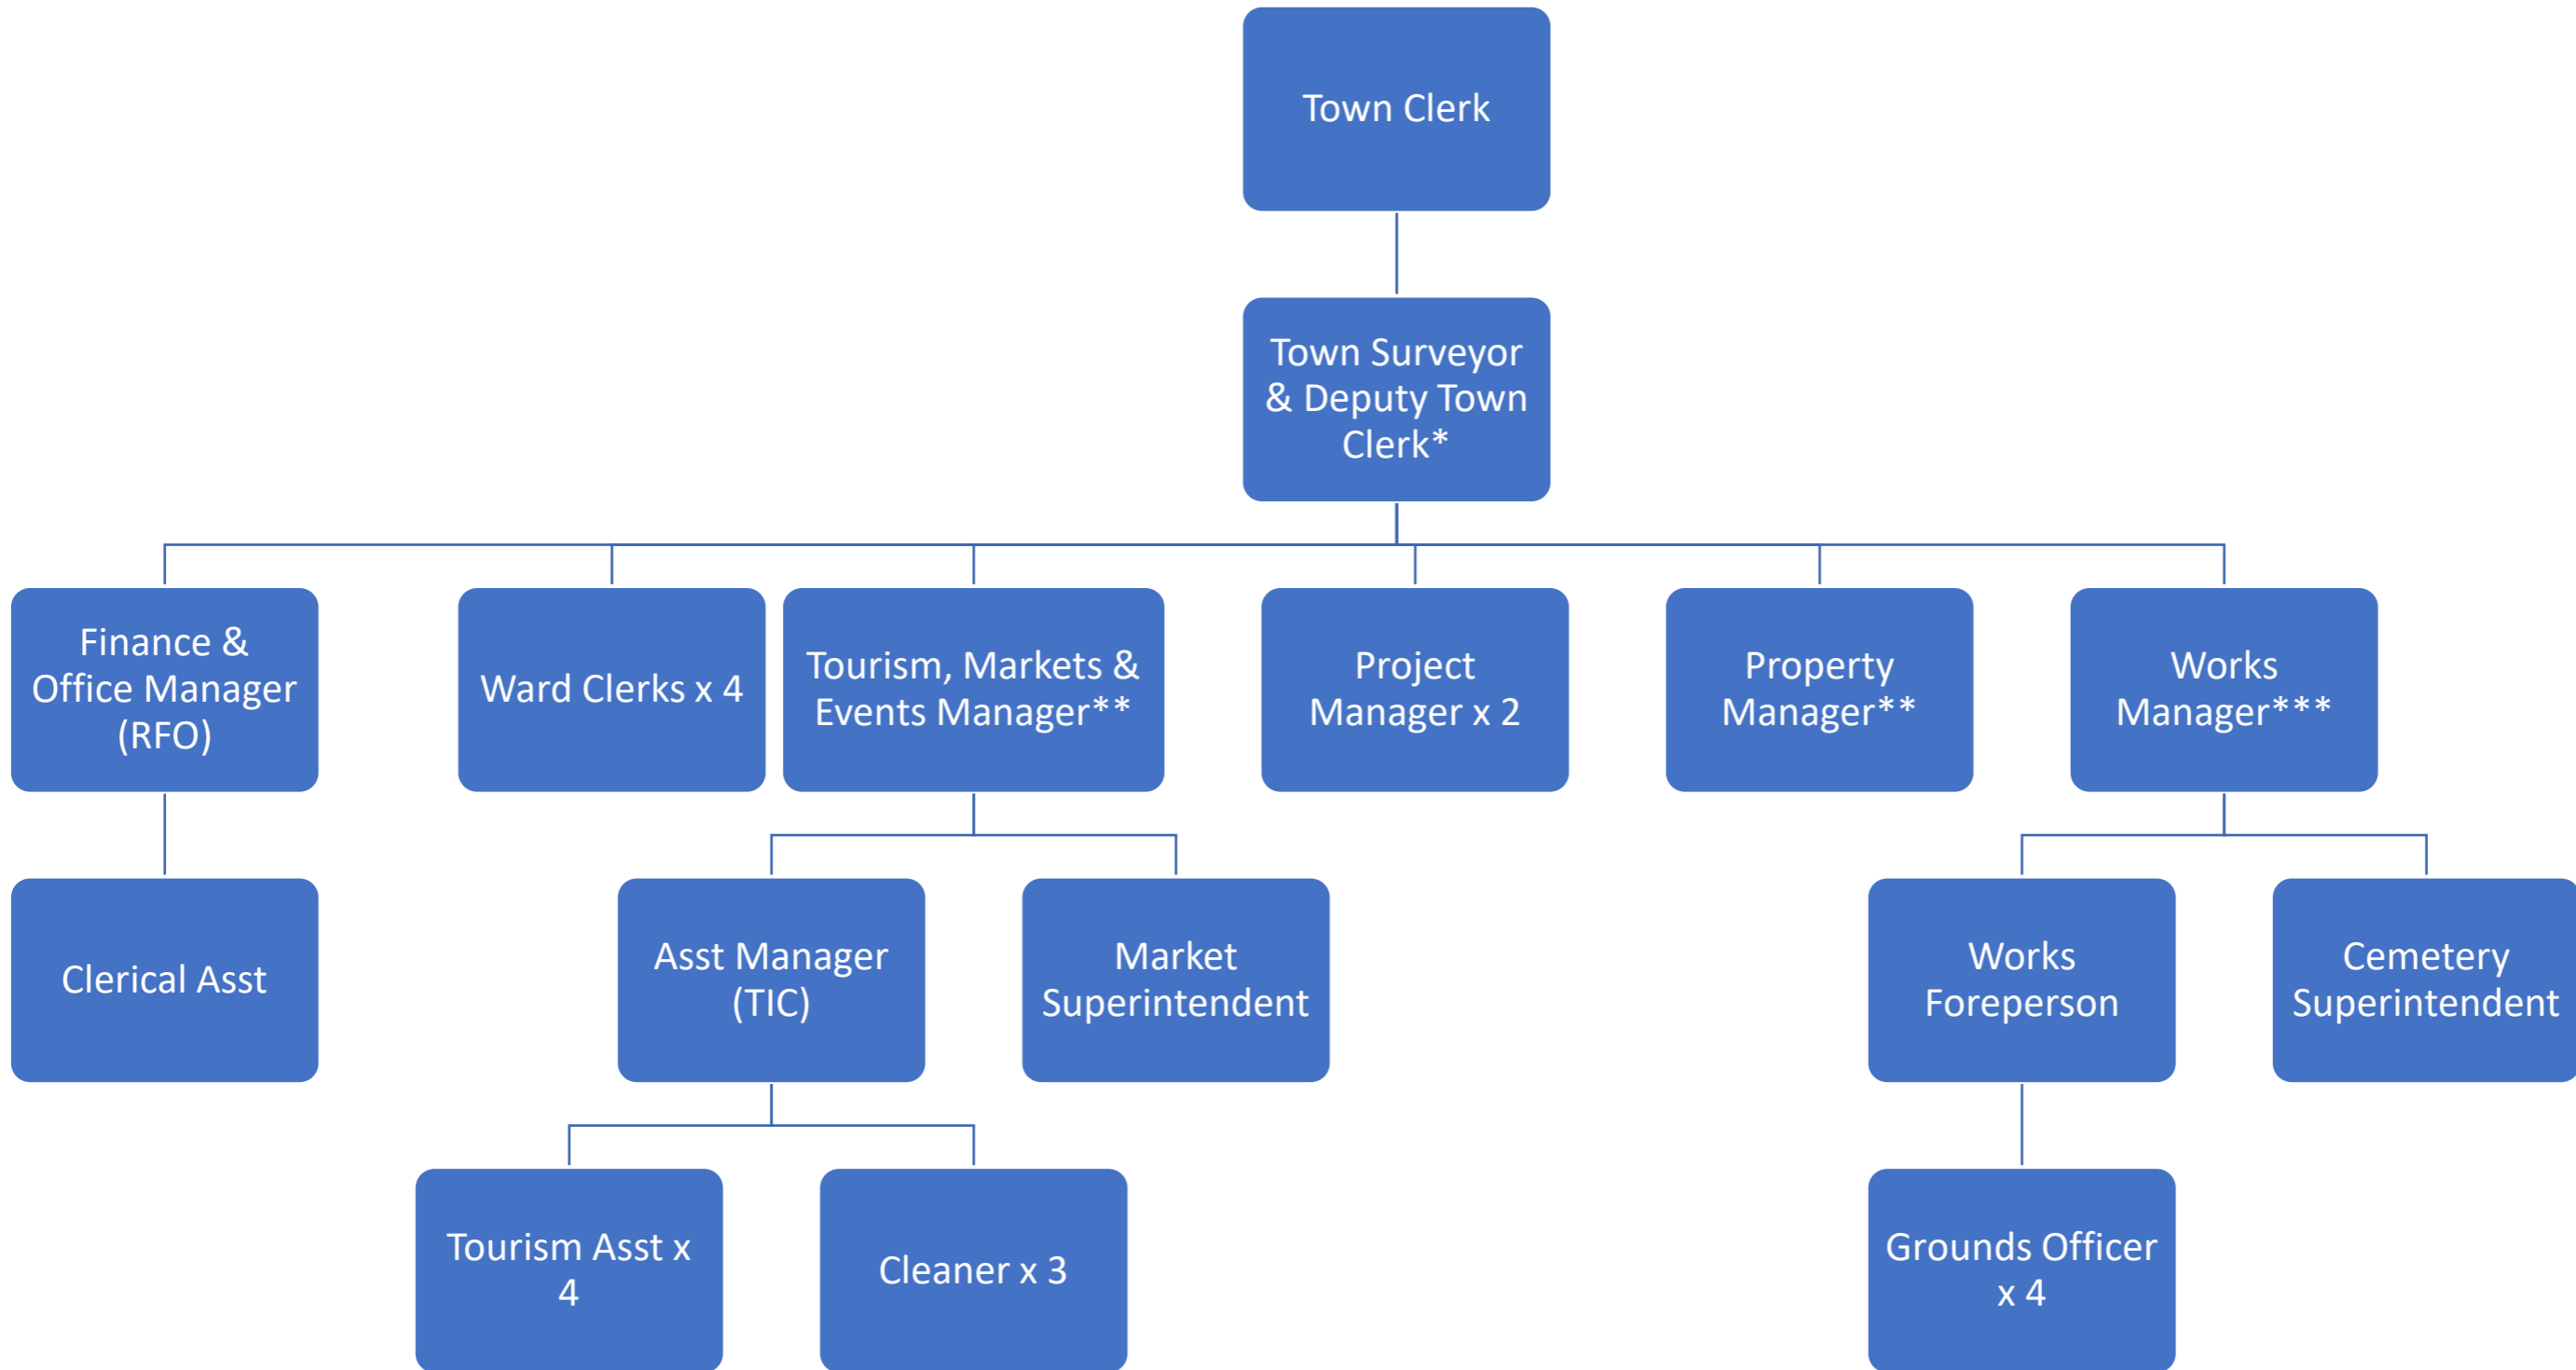 Town Clerk
Town Surveyor
& Deputy Town
Clerk*
Finance &
Office Manager
(RFO)
Ward Clerks x 4
Tourism, Markets &
Events Manager**
Project
Manager x 2
Property
Manager**
Works
Manager***
Clerical Asst
Asst Manager
(TIC)
Market
Superintendent
Works
Foreperson
Cemetery
Superintendent
Tourism Asst x
4
Cleaner x 3
Grounds Officer
x 4